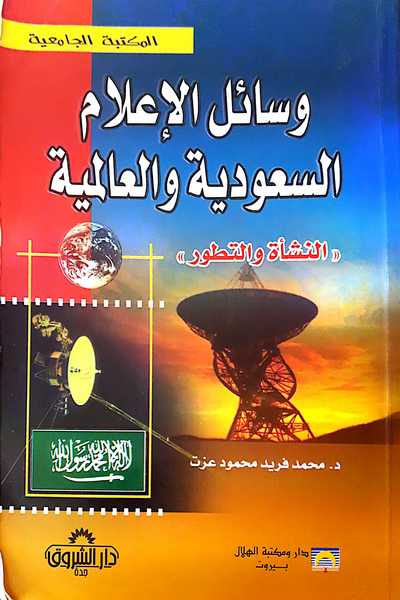 المكتبة الجامعية
وسائل الإعلام
السعودية والعالمية
«النشأة والتطور»
لا إله إلا الله محمد رسول الله
د. محمد فريد محمود عزت
دار الشروق
جدة
دار ومكتبة الهلال
بيروت